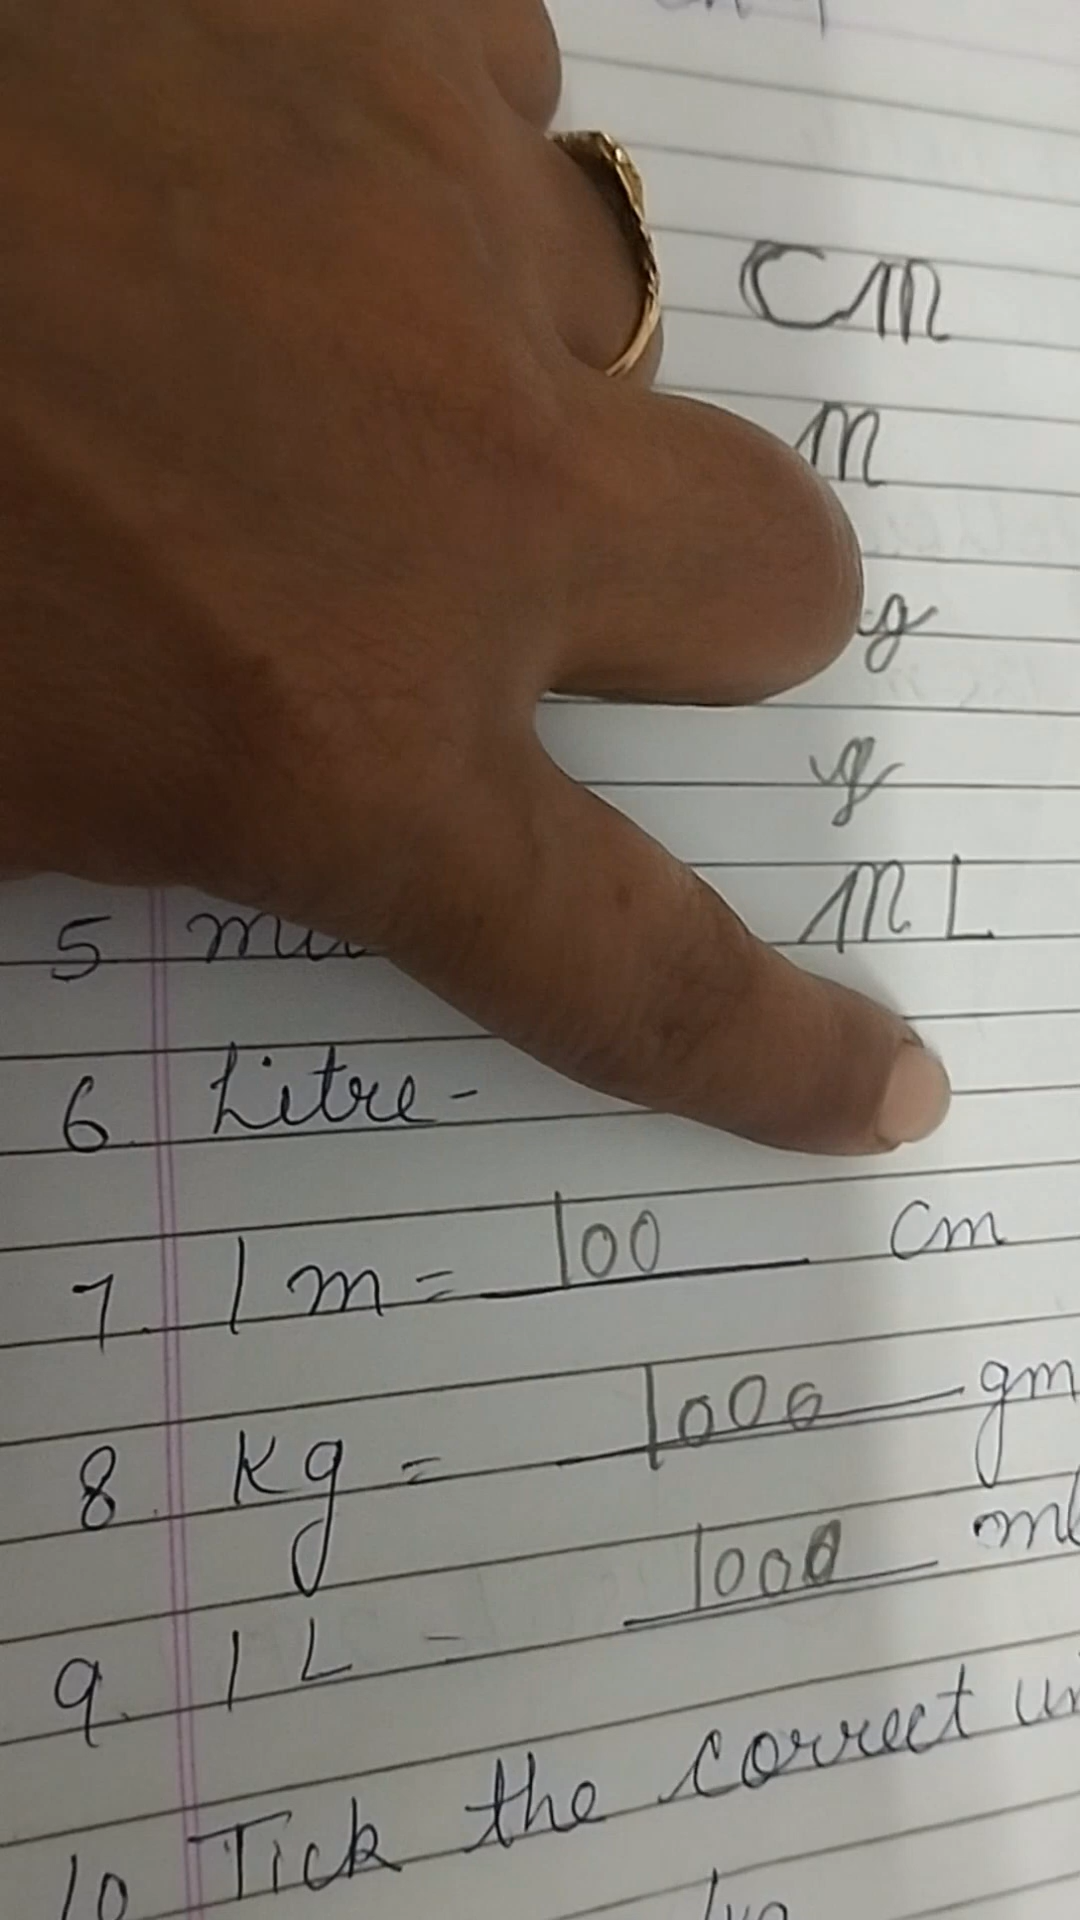 cm
m
g
g
mL
5
6. Litre-
7. 1 m = 100 cm
8. Kg = 1000 gm
9. 1 L - 1000 ml
10 Tick the correct